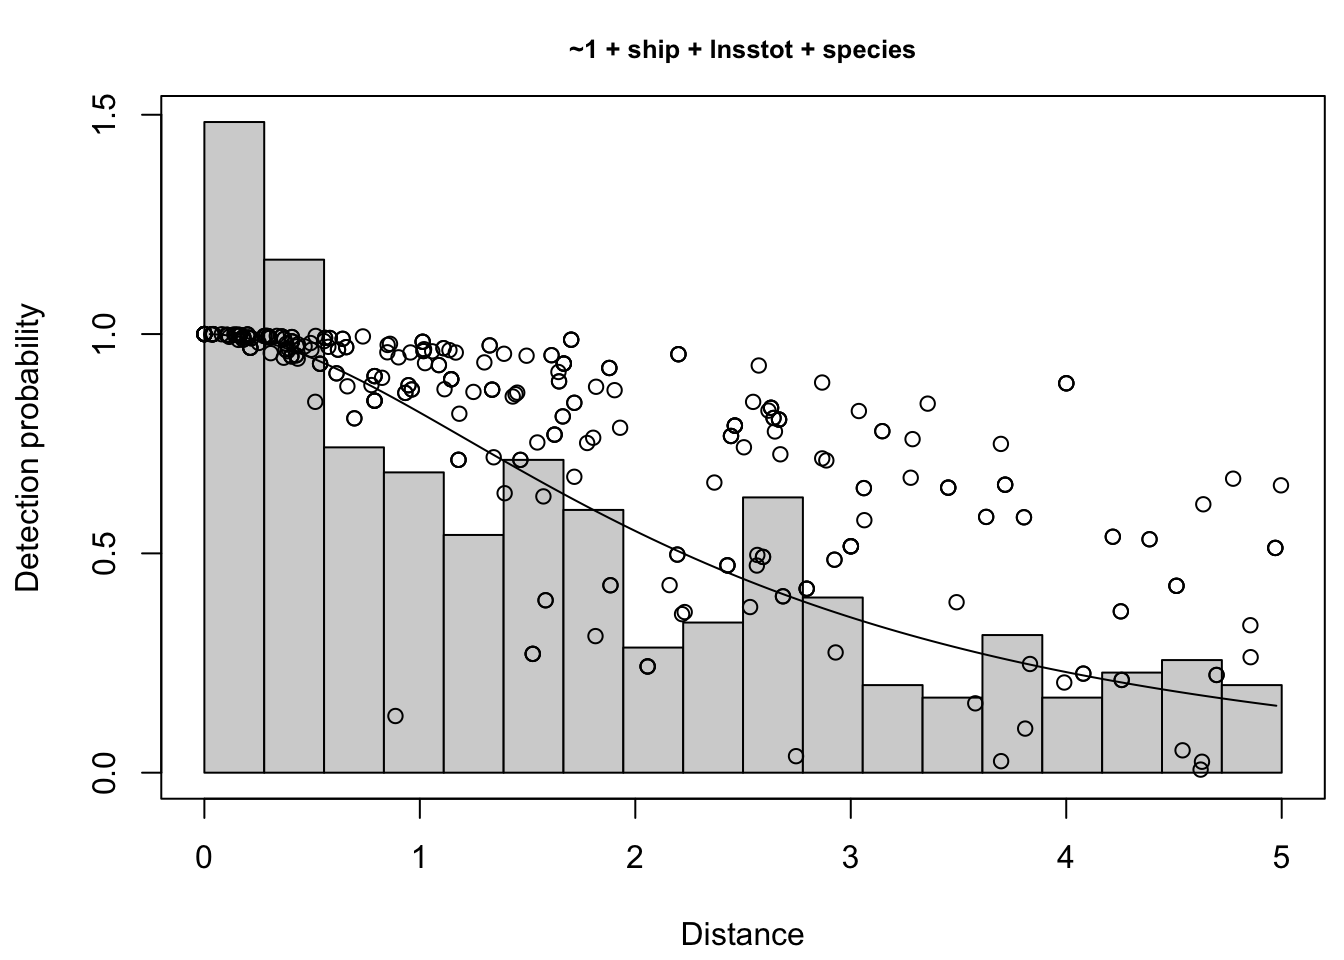 ~1 + ship + lnsstot + species
Detection probability
1.5
1.0
0.5
0.0
0 1 2 3 4 5
Distance